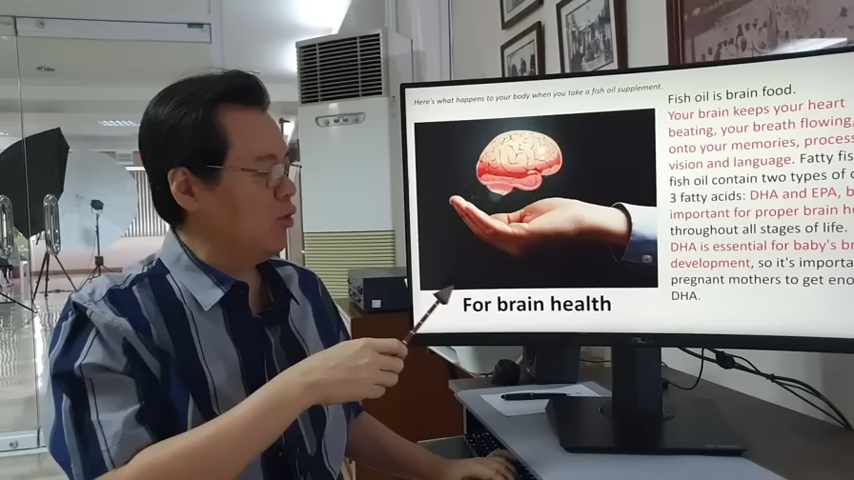 Here's what happens to your body when you take a fish oil supplement.
For brain health
Fish oil is brain food.
Your brain keeps your heart
beating, your breath flowing,
onto your memories, process
vision and language. Fatty fis
fish oil contain two types of o
3 fatty acids: DHA and EPA, b
important for proper brain he
throughout all stages of life.
DHA is essential for baby's br
development, so it's important
pregnant mothers to get enou
DHA.